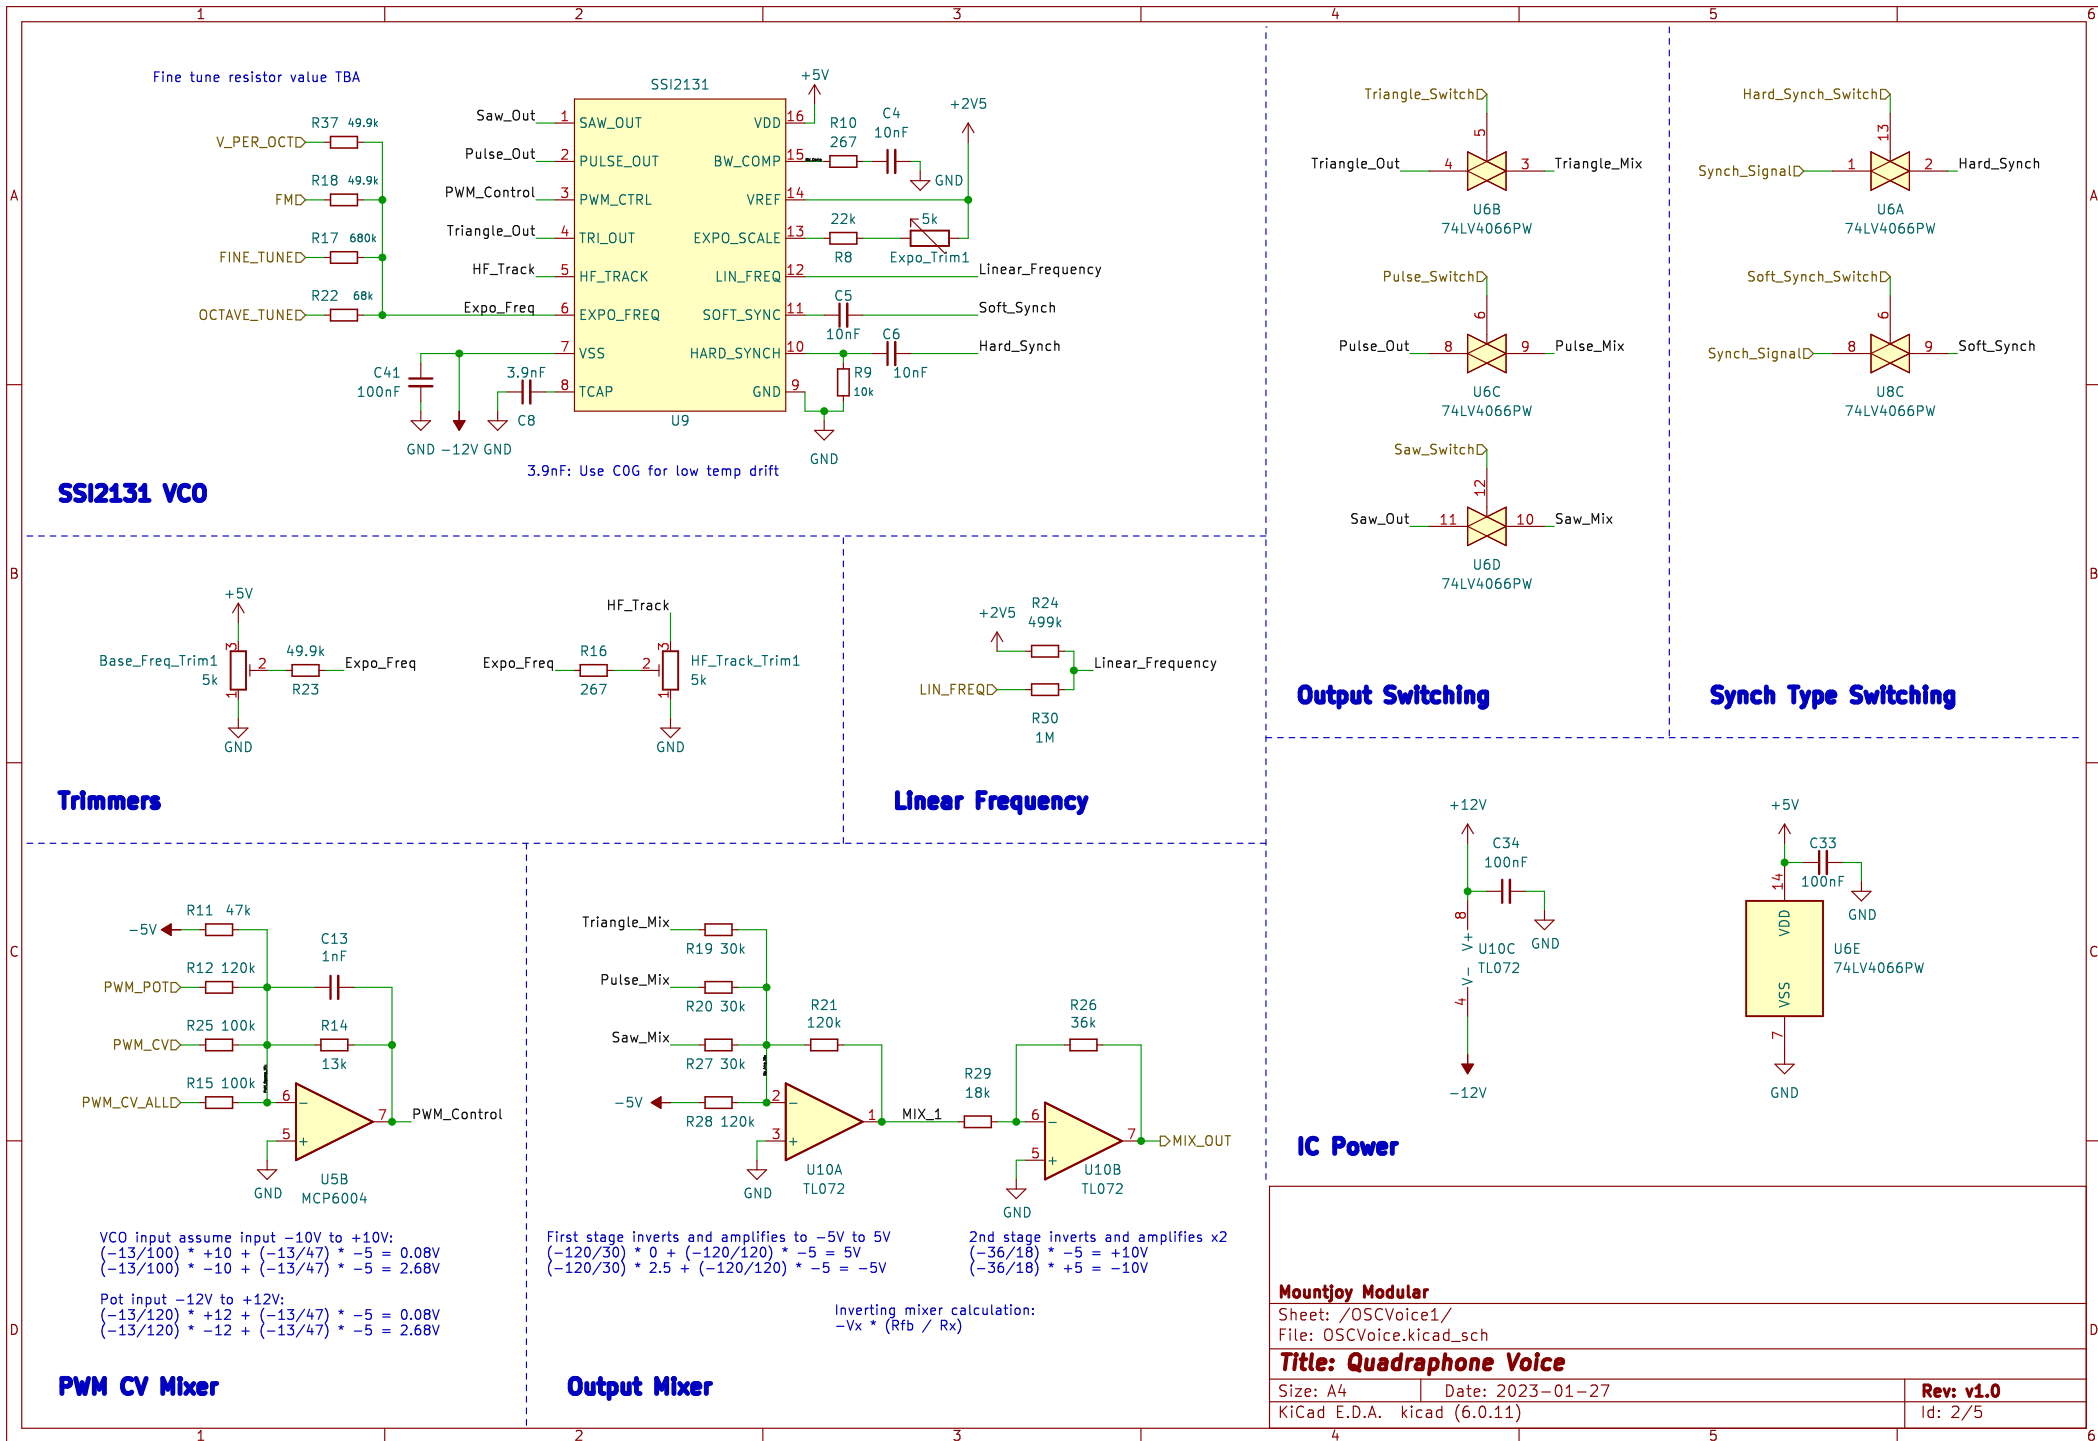 1 2 3 4 5 6
A
B
C
D
Fine tune resistor value TBA
V_PER_OCT
R37 49.9k
FM
R18 49.9k
FINE_TUNE
R17 680k
OCTAVE_TUNE
R22 68k
Saw_Out
Pulse_Out
PWM_Control
Triangle_Out
HF_Track
Expo_Freq
SSI2131
1 SAW_OUT
2 PULSE_OUT
3 PWM_CTRL
4 TRI_OUT
5 HF_TRACK
6 EXPO_FREQ
7 VSS
8 TCAP
VDD 16
BW_COMP 15
VREF 14
EXPO_SCALE 13
LIN_FREQ 12
SOFT_SYNC 11
HARD_SYNCH 10
GND 9
U9
+5V
R10
267
C4
10nF
GND
+2V5
22k
R8
5k
Expo_Trim1
Linear_Frequency
C5
10nF
Soft_Synch
C6
10nF
Hard_Synch
R9
10k
GND
C41
100nF
GND
-12V
GND
3.9nF
C8
3.9nF: Use COG for low temp drift
SSI2131 VCO
Triangle_Switch
5
Triangle_Out
4
3
Triangle_Mix
U6B
74LV4066PW
Pulse_Switch
6
Pulse_Out
8
9
Pulse_Mix
U6C
74LV4066PW
Saw_Switch
12
Saw_Out
11
10
Saw_Mix
U6D
74LV4066PW
Output Switching
Hard_Synch_Switch
13
Synch_Signal
1
2
Hard_Synch
U6A
74LV4066PW
Soft_Synch_Switch
6
Synch_Signal
8
9
Soft_Synch
U8C
74LV4066PW
Synch Type Switching
+5V
3
Base_Freq_Trim1
5k
2
1
49.9k
R23
Expo_Freq
GND
HF_Track
3
Expo_Freq
R16
267
2
HF_Track_Trim1
5k
1
GND
Trimmers
+2V5
R24
499k
Linear_Frequency
LIN_FREQ
R30
1M
Linear Frequency
-5V
R11 47k
PWM_POT
R12 120k
C13
1nF
PWM_CV
R25 100k
R14
13k
PWM_CV_ALL
R15 100k
6
5
7
PWM_Control
GND
U5B
MCP6004
VCO input assume input -10V to +10V:
(-13/100) * +10 + (-13/47) * -5 = 0.08V
(-13/100) * -10 + (-13/47) * -5 = 2.68V
Pot input -12V to +12V:
(-13/120) * +12 + (-13/47) * -5 = 0.08V
(-13/120) * -12 + (-13/47) * -5 = 2.68V
PWM CV Mixer
Triangle_Mix
R19 30k
Pulse_Mix
R20 30k
Saw_Mix
R27 30k
-5V
R28 120k
R21
120k
2
3
1
GND
U10A
TL072
MIX_1
R29
18k
R26
36k
6
5
7
MIX_OUT
GND
U10B
TL072
First stage inverts and amplifies to -5V to 5V
(-120/30) * 0 + (-120/120) * -5 = 5V
(-120/30) * 2.5 + (-120/120) * -5 = -5V
2nd stage inverts and amplifies x2
(-36/18) * -5 = +10V
(-36/18) * +5 = -10V
Inverting mixer calculation:
-Vx * (Rfb / Rx)
Output Mixer
+12V
C34
100nF
GND
8
V+
V-
4
U10C
TL072
-12V
+5V
C33
100nF
GND
14
VDD
VSS
7
U6E
74LV4066PW
GND
IC Power
Mountjoy Modular
Sheet: /OSCVoice1/
File: OSCVoice.kicad_sch
Title: Quadraphone Voice
Size: A4
Date: 2023-01-27
Rev: v1.0
KiCad E.D.A. kicad (6.0.11)
Id: 2/5
A
B
C
D
1 2 3 4 5 6